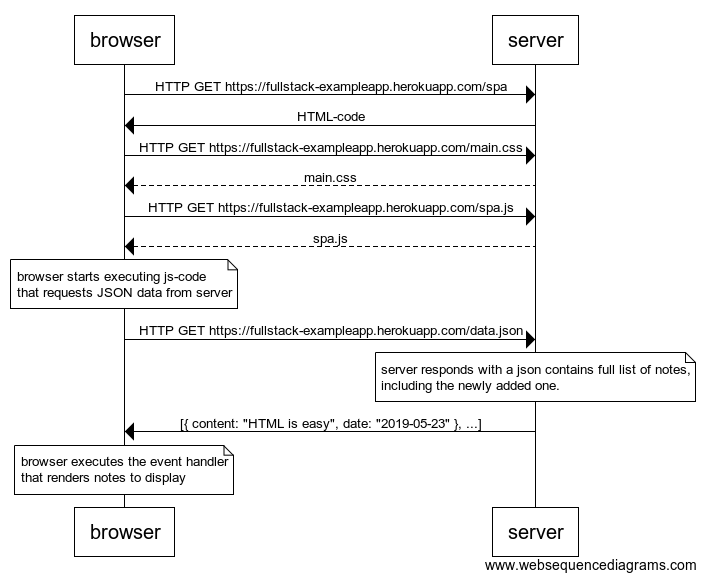 browser
server
HTTP GET https://fullstack-exampleapp.herokuapp.com/spa
HTML-code
HTTP GET https://fullstack-exampleapp.herokuapp.com/main.css
main.css
HTTP GET https://fullstack-exampleapp.herokuapp.com/spa.js
spa.js
browser starts executing js-code
that requests JSON data from server
HTTP GET https://fullstack-exampleapp.herokuapp.com/data.json
server responds with a json contains full list of notes,
including the newly added one.
[{ content: "HTML is easy", date: "2019-05-23" }, ...]
browser executes the event handler
that renders notes to display
browser
server
www.websequencediagrams.com